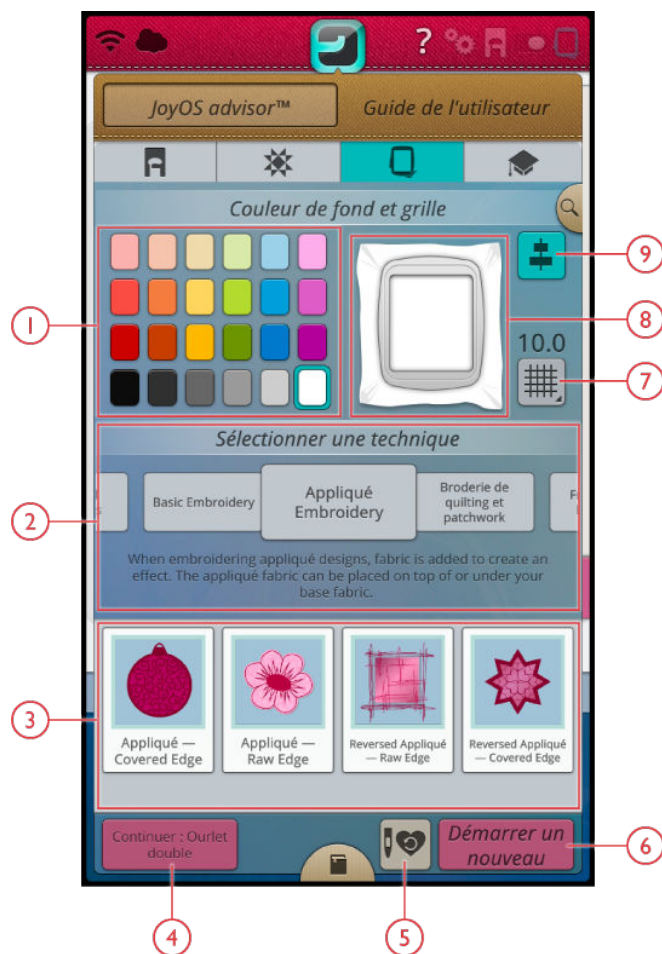 ?
JoyOS advisor™
Guide de l'utilisateur
Couleur de fond et grille
1
9
8
10.0
7
Sélectionner une technique
2
Basic Embroidery
Appliqué
Embroidery
Broderie de
quilting et
patchwork
When embroidering appliqué designs, fabric is added to create an
effect. The appliqué fabric can be placed on top of or under your
base fabric.
3
Appliqué —
Covered Edge
Appliqué —
Raw Edge
Reversed Appliqué
— Raw Edge
Reversed Appliqué
— Covered Edge
Continuer : Ourlet
double
Démarrer un
nouveau
6
4
5